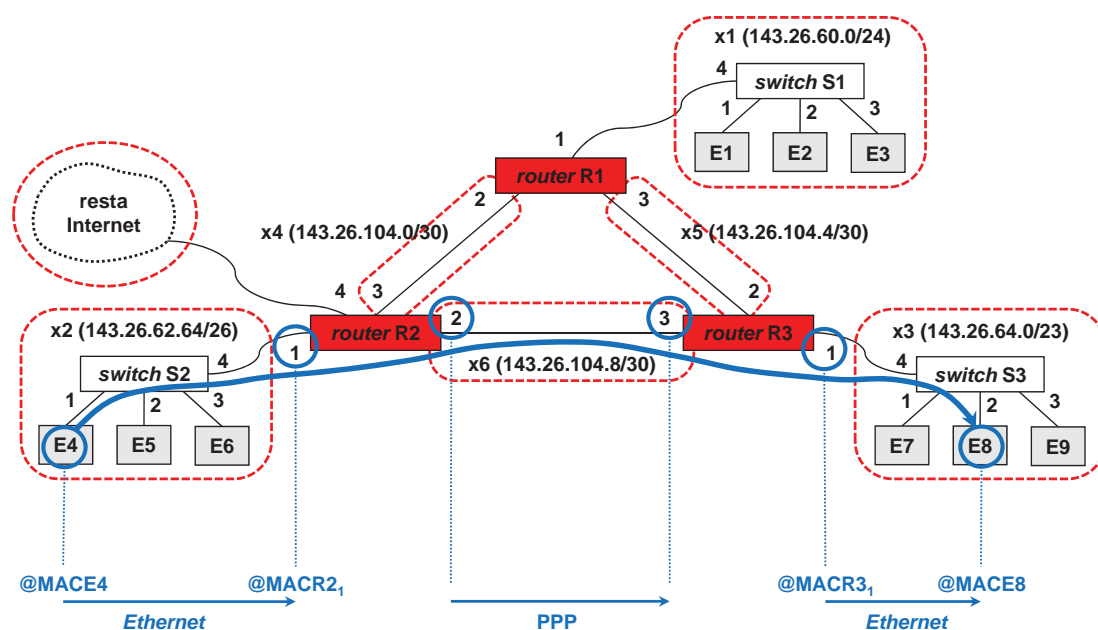 x1 (143.26.60.0/24)
4
switch S1
1
2
3
E1
E2
E3
1
router R1
2
3
resta
Internet
x4 (143.26.104.0/30)
x5 (143.26.104.4/30)
4
3
2
x2 (143.26.62.64/26)
router R2
2
3
router R3
x3 (143.26.64.0/23)
1
1
4
x6 (143.26.104.8/30)
4
switch S2
switch S3
1
2
3
1
2
3
E4
E5
E6
E7
E8
E9
@MACE4
@MACR2₁
@MACR3₁
@MACE8
Ethernet
PPP
Ethernet